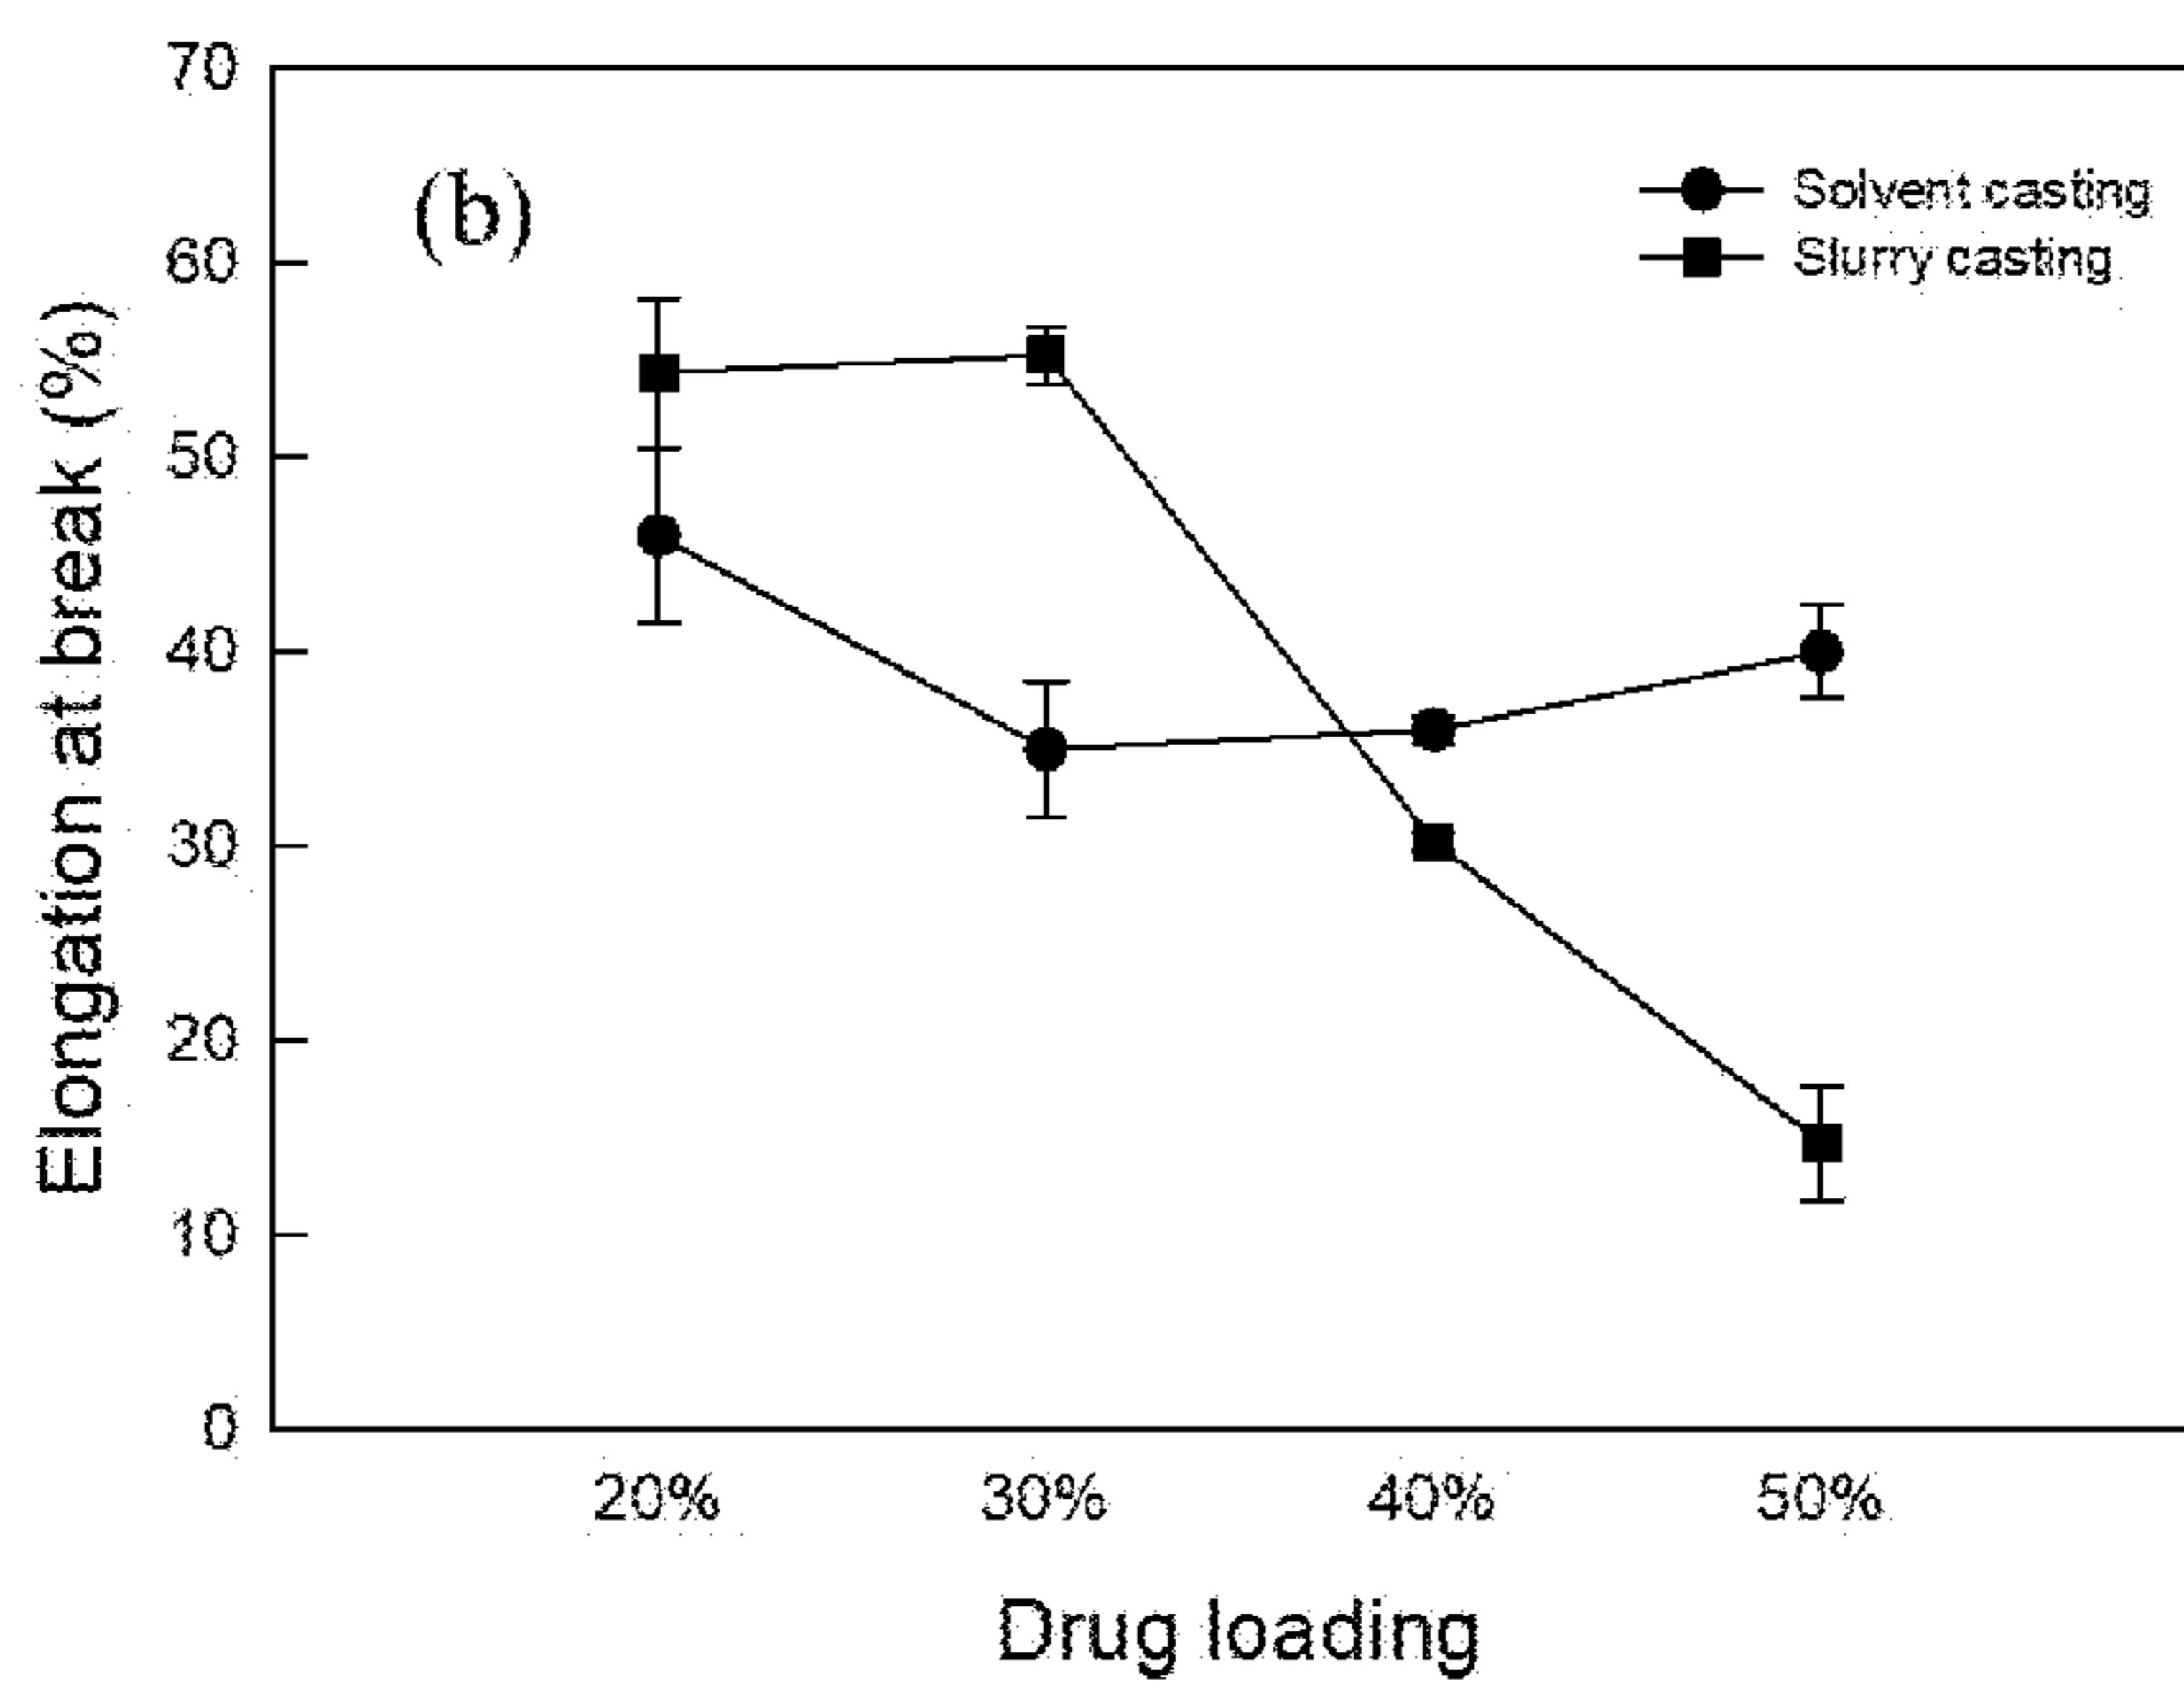 70
60
50
40
30
20
10
0
Elongation at break (%)
(b)
Solvent casting
Slurry casting
20% 30% 40% 50%
Drug loading